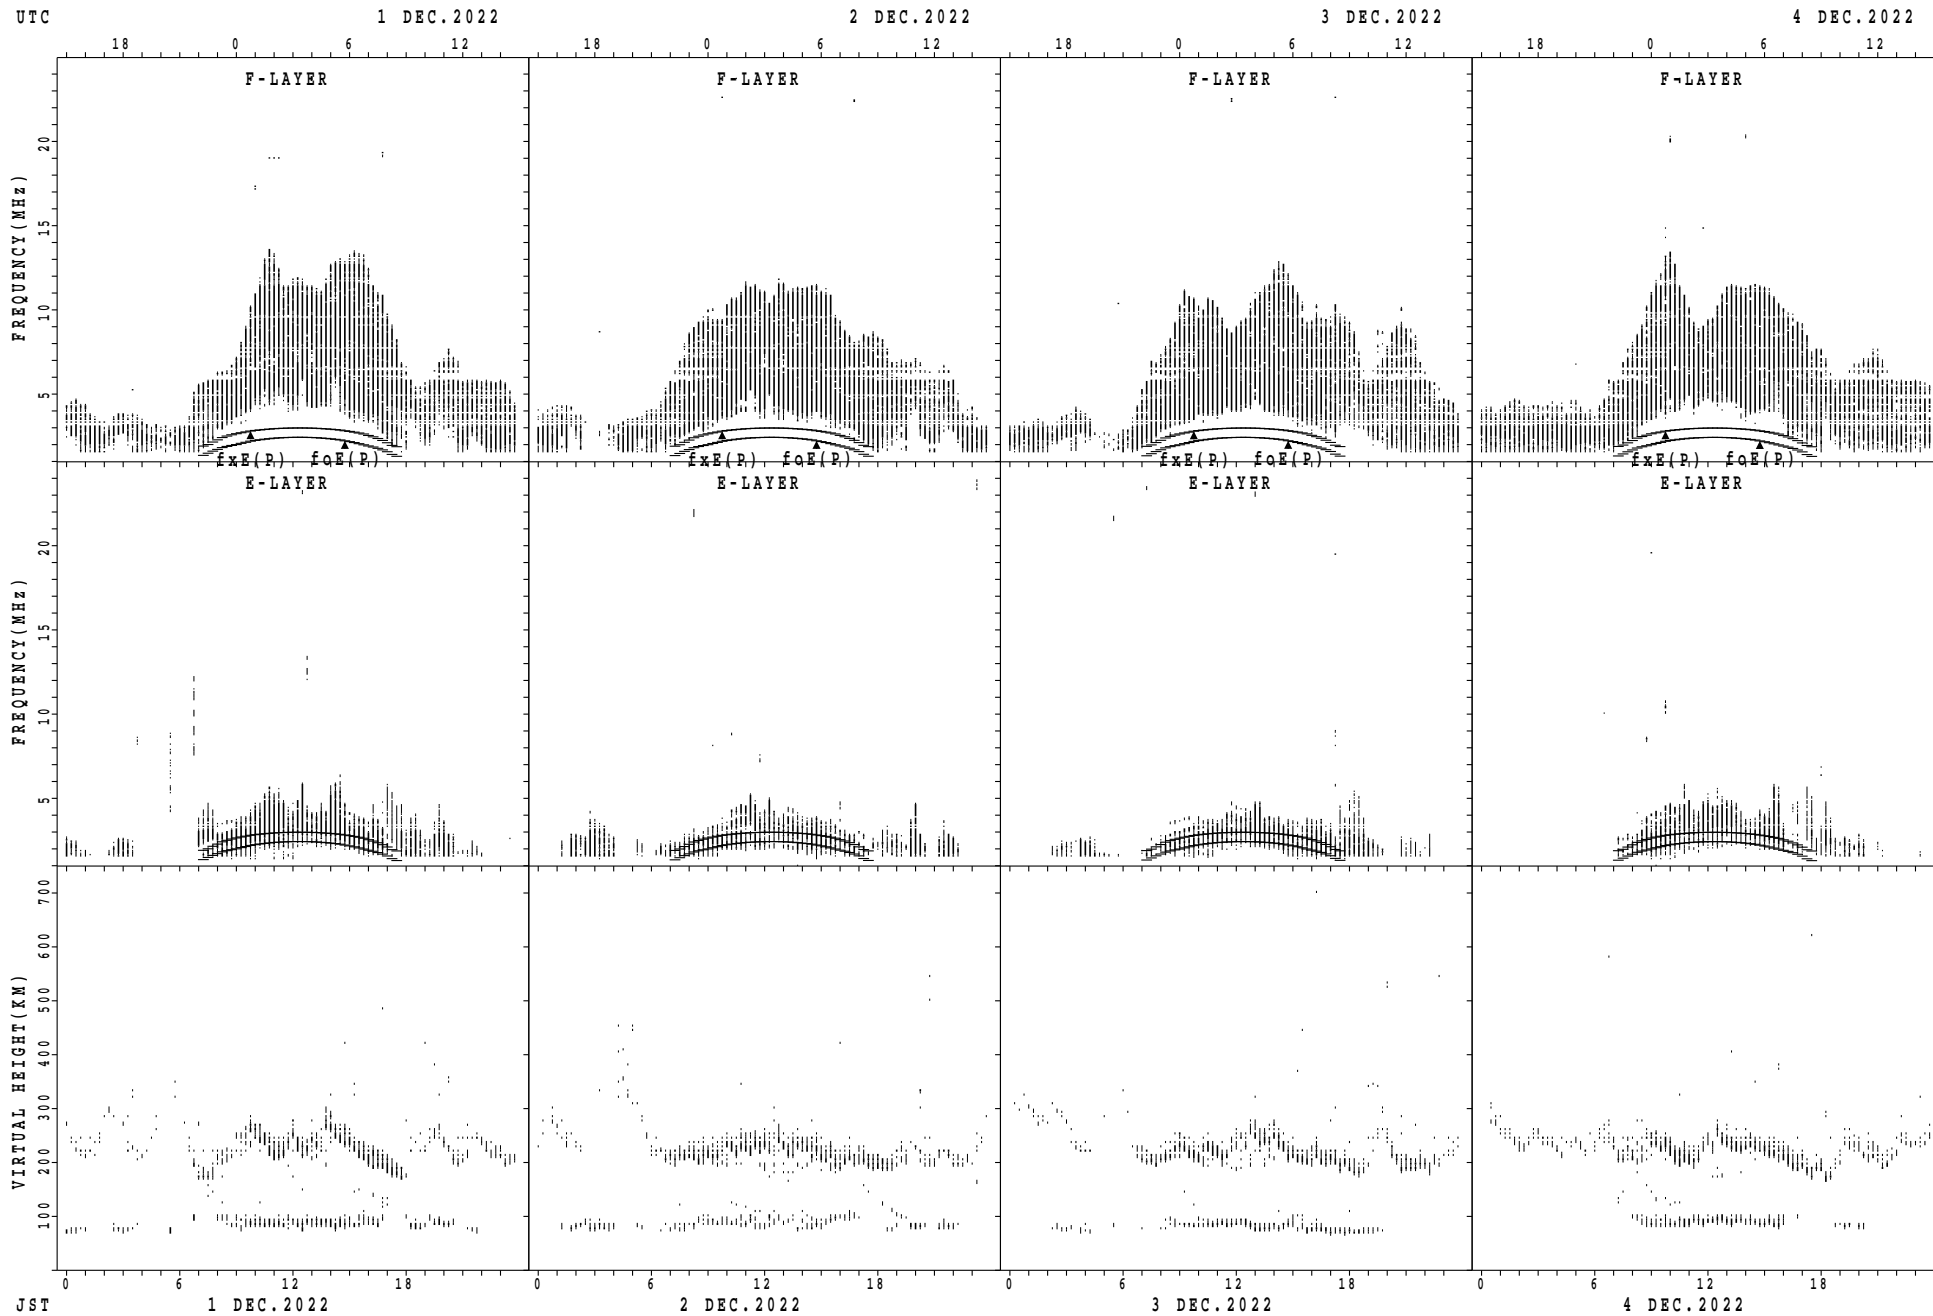 UTC 1 DEC.2022 2 DEC.2022 3 DEC.2022 4 DEC.2022
18 0 6 12 18 0 6 12 18 0 6 12 18 0 6 12
F-LAYER F-LAYER F-LAYER F-LAYER
FREQUENCY(MHz)
20
15
10
5
fxE(P) foE(P) fxE(P) foE(P) fxE(P) foE(P) fxE(P) foE(P)
E-LAYER E-LAYER E-LAYER E-LAYER
FREQUENCY(MHz)
20
15
10
5
VIRTUAL HEIGHT(KM)
700
600
500
400
300
200
100
0 6 12 18 0 6 12 18 0 6 12 18 0 6 12 18
JST 1 DEC.2022 2 DEC.2022 3 DEC.2022 4 DEC.2022